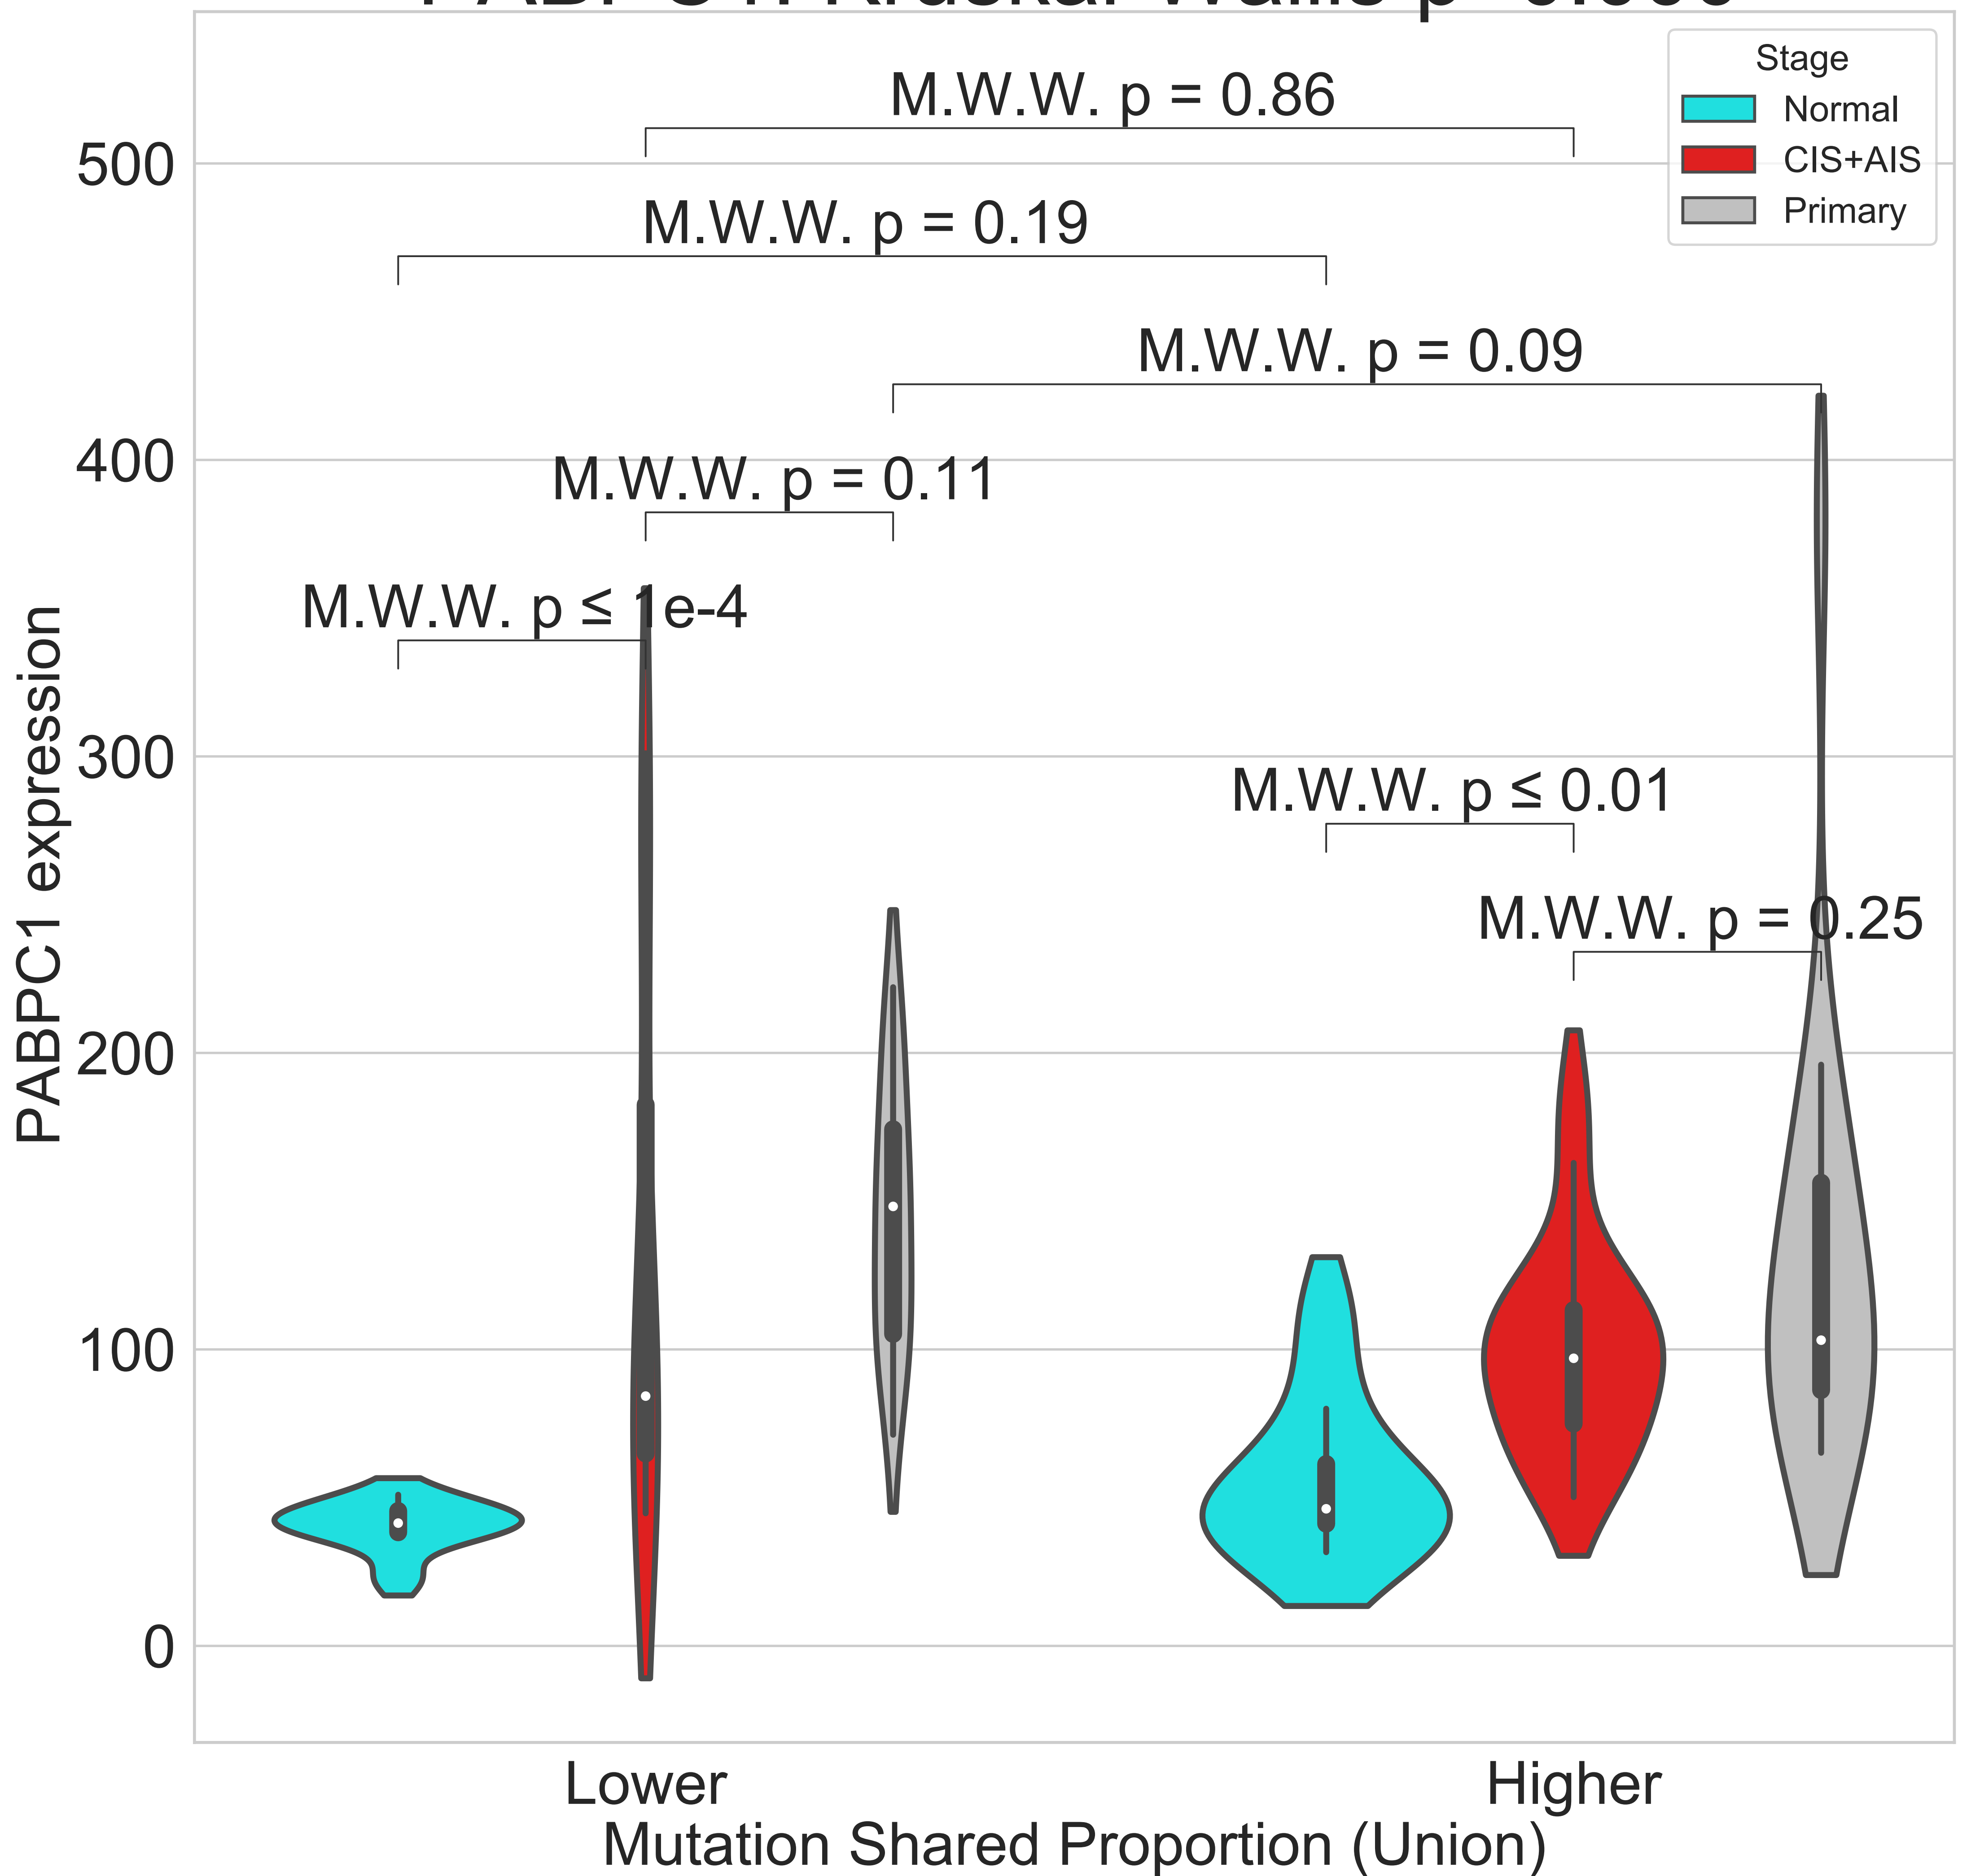 Stage
Normal
CIS+AIS
Primary
M.W.W. p = 0.86
M.W.W. p = 0.19
M.W.W. p = 0.09
M.W.W. p = 0.11
M.W.W. p ≤ 1e-4
M.W.W. p ≤ 0.01
M.W.W. p = 0.25
500
400
300
200
100
0
PABPC1 expression
Lower
Higher
Mutation Shared Proportion (Union)